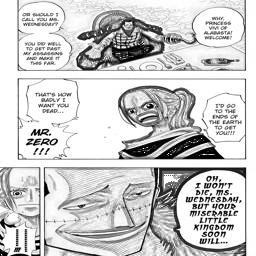 WHY,
PRINCESS
VIVI OF
ALABASTA!
WELCOME!
OR SHOULD I
CALL YOU MS.
WEDNESDAY?
YOU DID WELL
TO GET PAST
MY ASSASSINS
AND MAKE IT
THIS FAR.
I'D GO TO
THE ENDS OF
THE EARTH
TO GET
YOU!!!
THAT'S HOW
BADLY I
WANT YOU
DEAD...
MR.
ZERO
!!!
OH,
I WON'T
DIE, MS.
WEDNESDAY,
BUT YOUR
MISERABLE
LITTLE
KINGDOM
SOON
WILL...